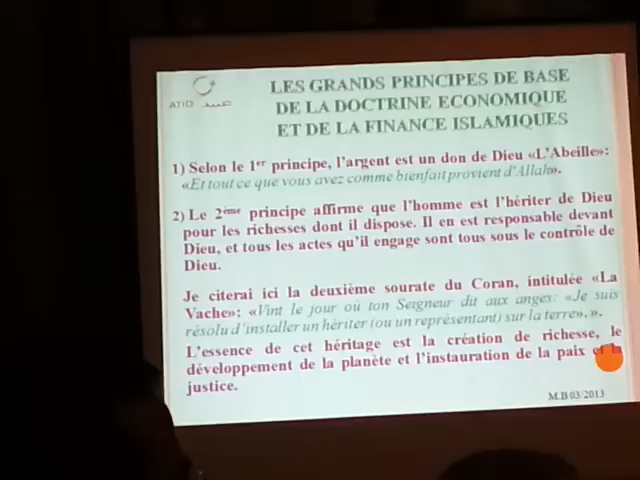 ATID
LES GRANDS PRINCIPES DE BASE
DE LA DOCTRINE ECONOMIQUE
ET DE LA FINANCE ISLAMIQUES
1) Selon le 1er principe, l'argent est un don de Dieu «L'Abeille»:
«Et tout ce que vous avez comme bienfait provient d'Allah».
2) Le 2ème principe affirme que l'homme est l'hériter de Dieu
pour les richesses dont il dispose. Il en est responsable devant
Dieu, et tous les actes qu'il engage sont tous sous le contrôle de
Dieu.
Je citerai ici la deuxième sourate du Coran, intitulée «La
Vache»: «Vint le jour où ton Seigneur dit aux anges: «Je suis
résolu d'installer un hériter (ou un représentant) sur la terre». ».
L'essence de cet héritage est la création de richesse, le
développement de la planète et l'instauration de la paix et la
justice.
M.B 03/2013